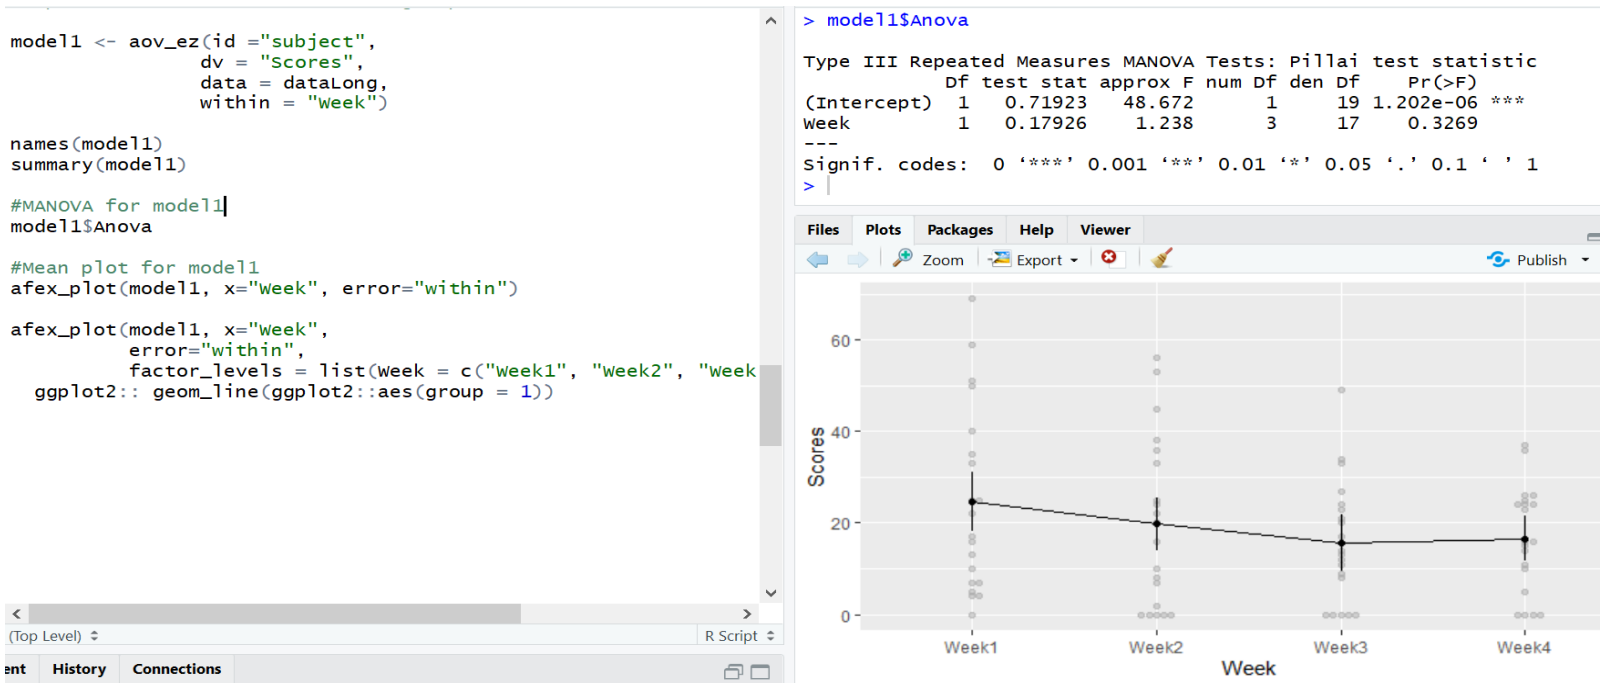 model1 <- aov_ez(id ="subject",
dv = "Scores",
data = dataLong,
within = "Week")
names(model1)
summary(model1)
#MANOVA for model1
model1$Anova
#Mean plot for model1
afex_plot(model1, x="Week", error="within")
afex_plot(model1, x="Week",
error="within",
factor_levels = list(Week = c("Week1", "Week2", "Week
ggplot2:: geom_line(ggplot2::aes(group = 1))
(Top Level)
R Script
ent History Connections
> model1$Anova
Type III Repeated Measures MANOVA Tests: Pillai test statistic
Df test stat approx F num Df den Df Pr(>F)
(Intercept) 1 0.71923 48.672 1 19 1.202e-06 ***
Week 1 0.17926 1.238 3 17 0.3269
---
Signif. codes: 0 ‘***’ 0.001 ‘**’ 0.01 ‘*’ 0.05 ‘.’ 0.1 ‘ ’ 1
>
Files Plots Packages Help Viewer
Zoom Export Publish
60
40
20
0
Scores
Week1 Week2 Week3 Week4
Week